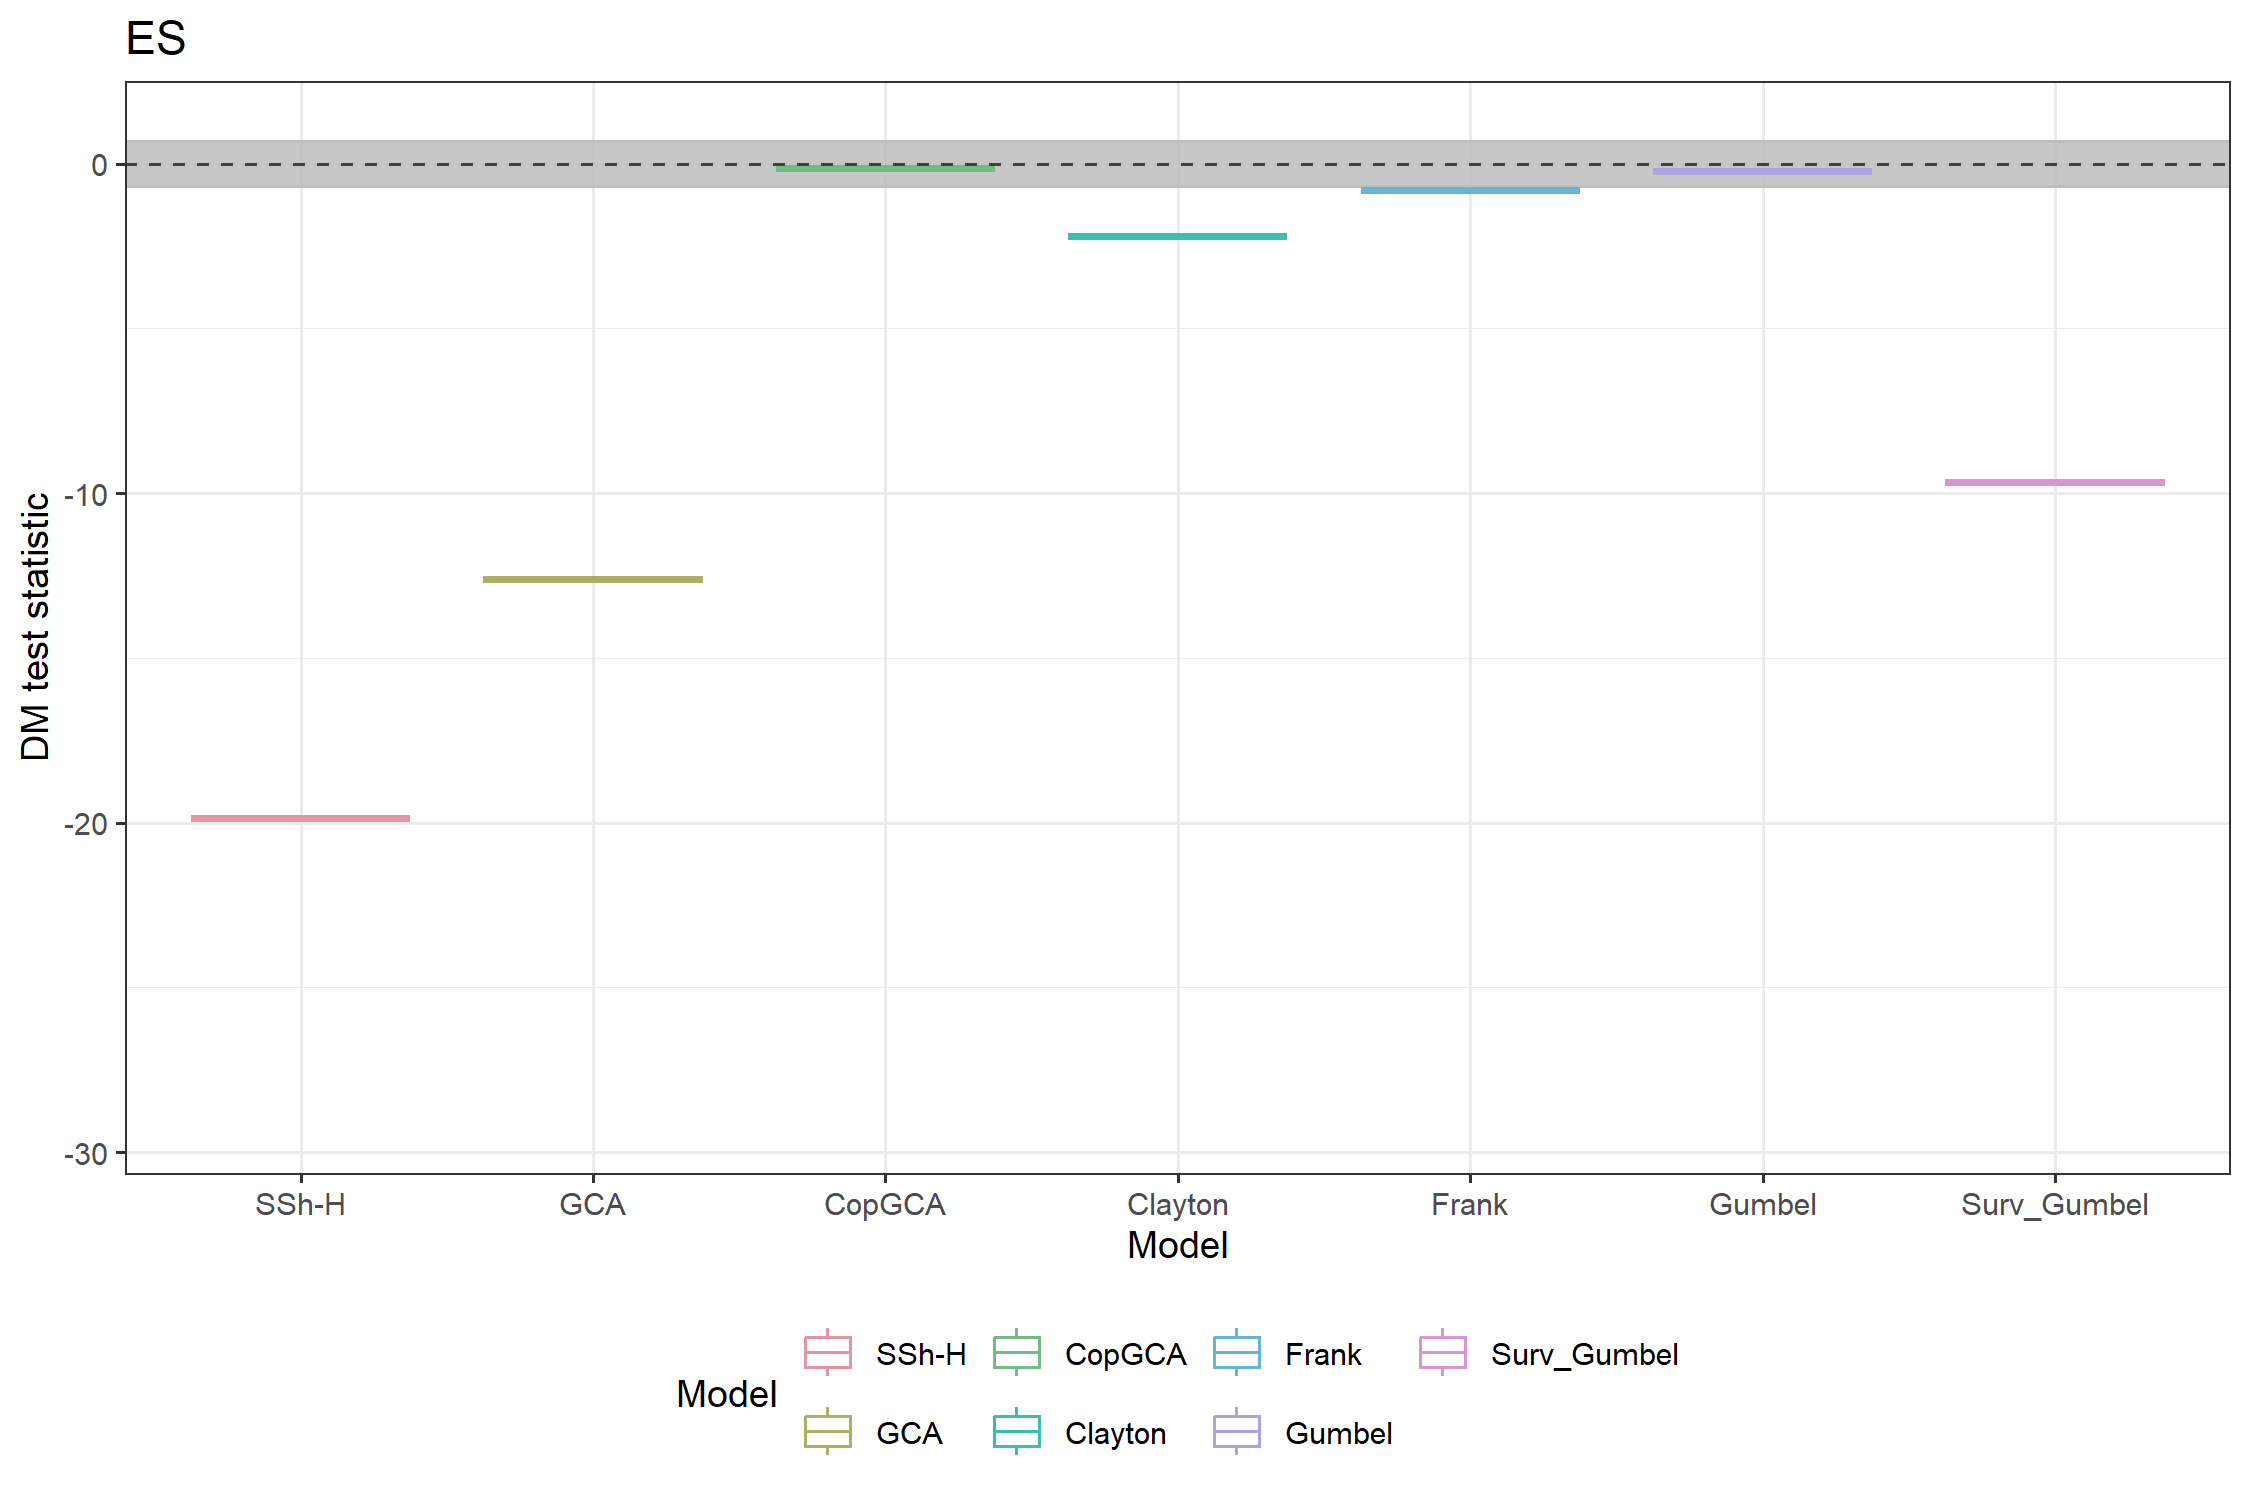 ES
DM test statistic
0
-10
-20
-30
SSh-H
GCA
CopGCA
Clayton
Frank
Gumbel
Surv_Gumbel
Model
Model
SSh-H
CopGCA
Frank
Surv_Gumbel
GCA
Clayton
Gumbel